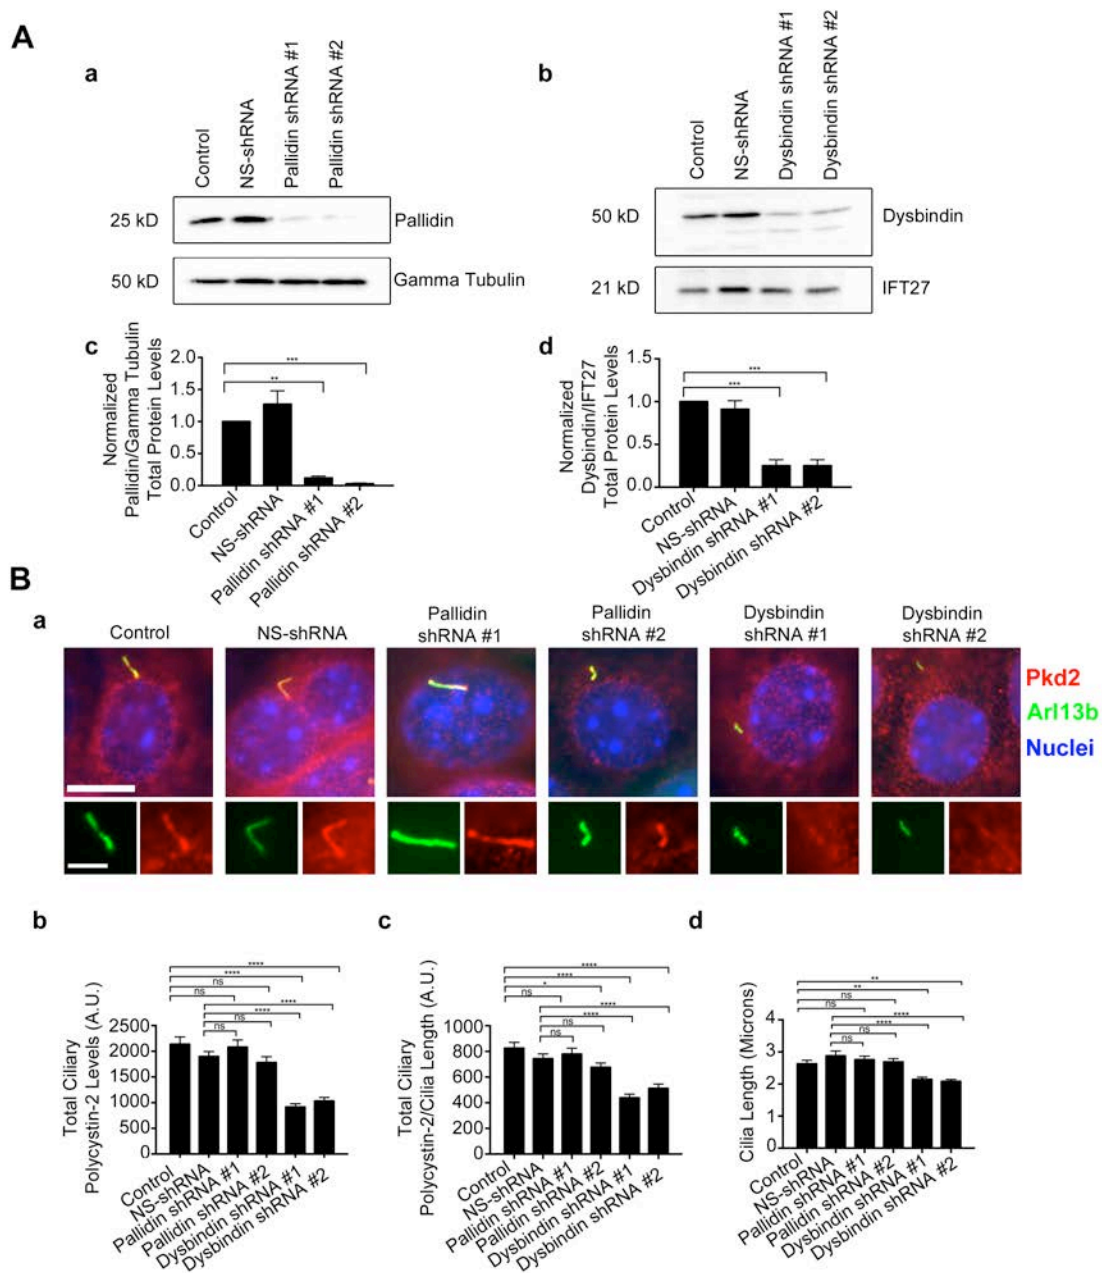 A
a
Control
NS-shRNA
Pallidin shRNA #1
Pallidin shRNA #2
25 kD
Pallidin
50 kD
Gamma Tubulin
b
Control
NS-shRNA
Dysbindin shRNA #1
Dysbindin shRNA #2
50 kD
Dysbindin
21 kD
IFT27
c
Normalized
Pallidin/Gamma Tubulin
Total Protein Levels
2.0
1.5
1.0
0.5
0.0
***
**
Control
NS-shRNA
Pallidin shRNA #1
Pallidin shRNA #2
d
Normalized
Dysbindin/IFT27
Total Protein Levels
1.5
1.0
0.5
0.0
***
***
Control
NS-shRNA
Dysbindin shRNA #1
Dysbindin shRNA #2
B
a
Control
NS-shRNA
Pallidin
shRNA #1
Pallidin
shRNA #2
Dysbindin
shRNA #1
Dysbindin
shRNA #2
Pkd2
Arl13b
Nuclei
b
Total Ciliary
Polycystin-2 Levels (A.U.)
2500
2000
1500
1000
500
0
****
****
ns
ns
****
****
ns
ns
Control
NS-shRNA
Pallidin shRNA #1
Pallidin shRNA #2
Dysbindin shRNA #1
Dysbindin shRNA #2
c
Total Ciliary
Polycystin-2/Cilia Length (A.U.)
1000
800
600
400
200
0
****
****
*
ns
****
****
ns
ns
Control
NS-shRNA
Pallidin shRNA #1
Pallidin shRNA #2
Dysbindin shRNA #1
Dysbindin shRNA #2
d
Cilia Length (Microns)
4
3
2
1
0
**
**
ns
ns
****
****
ns
ns
Control
NS-shRNA
Pallidin shRNA #1
Pallidin shRNA #2
Dysbindin shRNA #1
Dysbindin shRNA #2